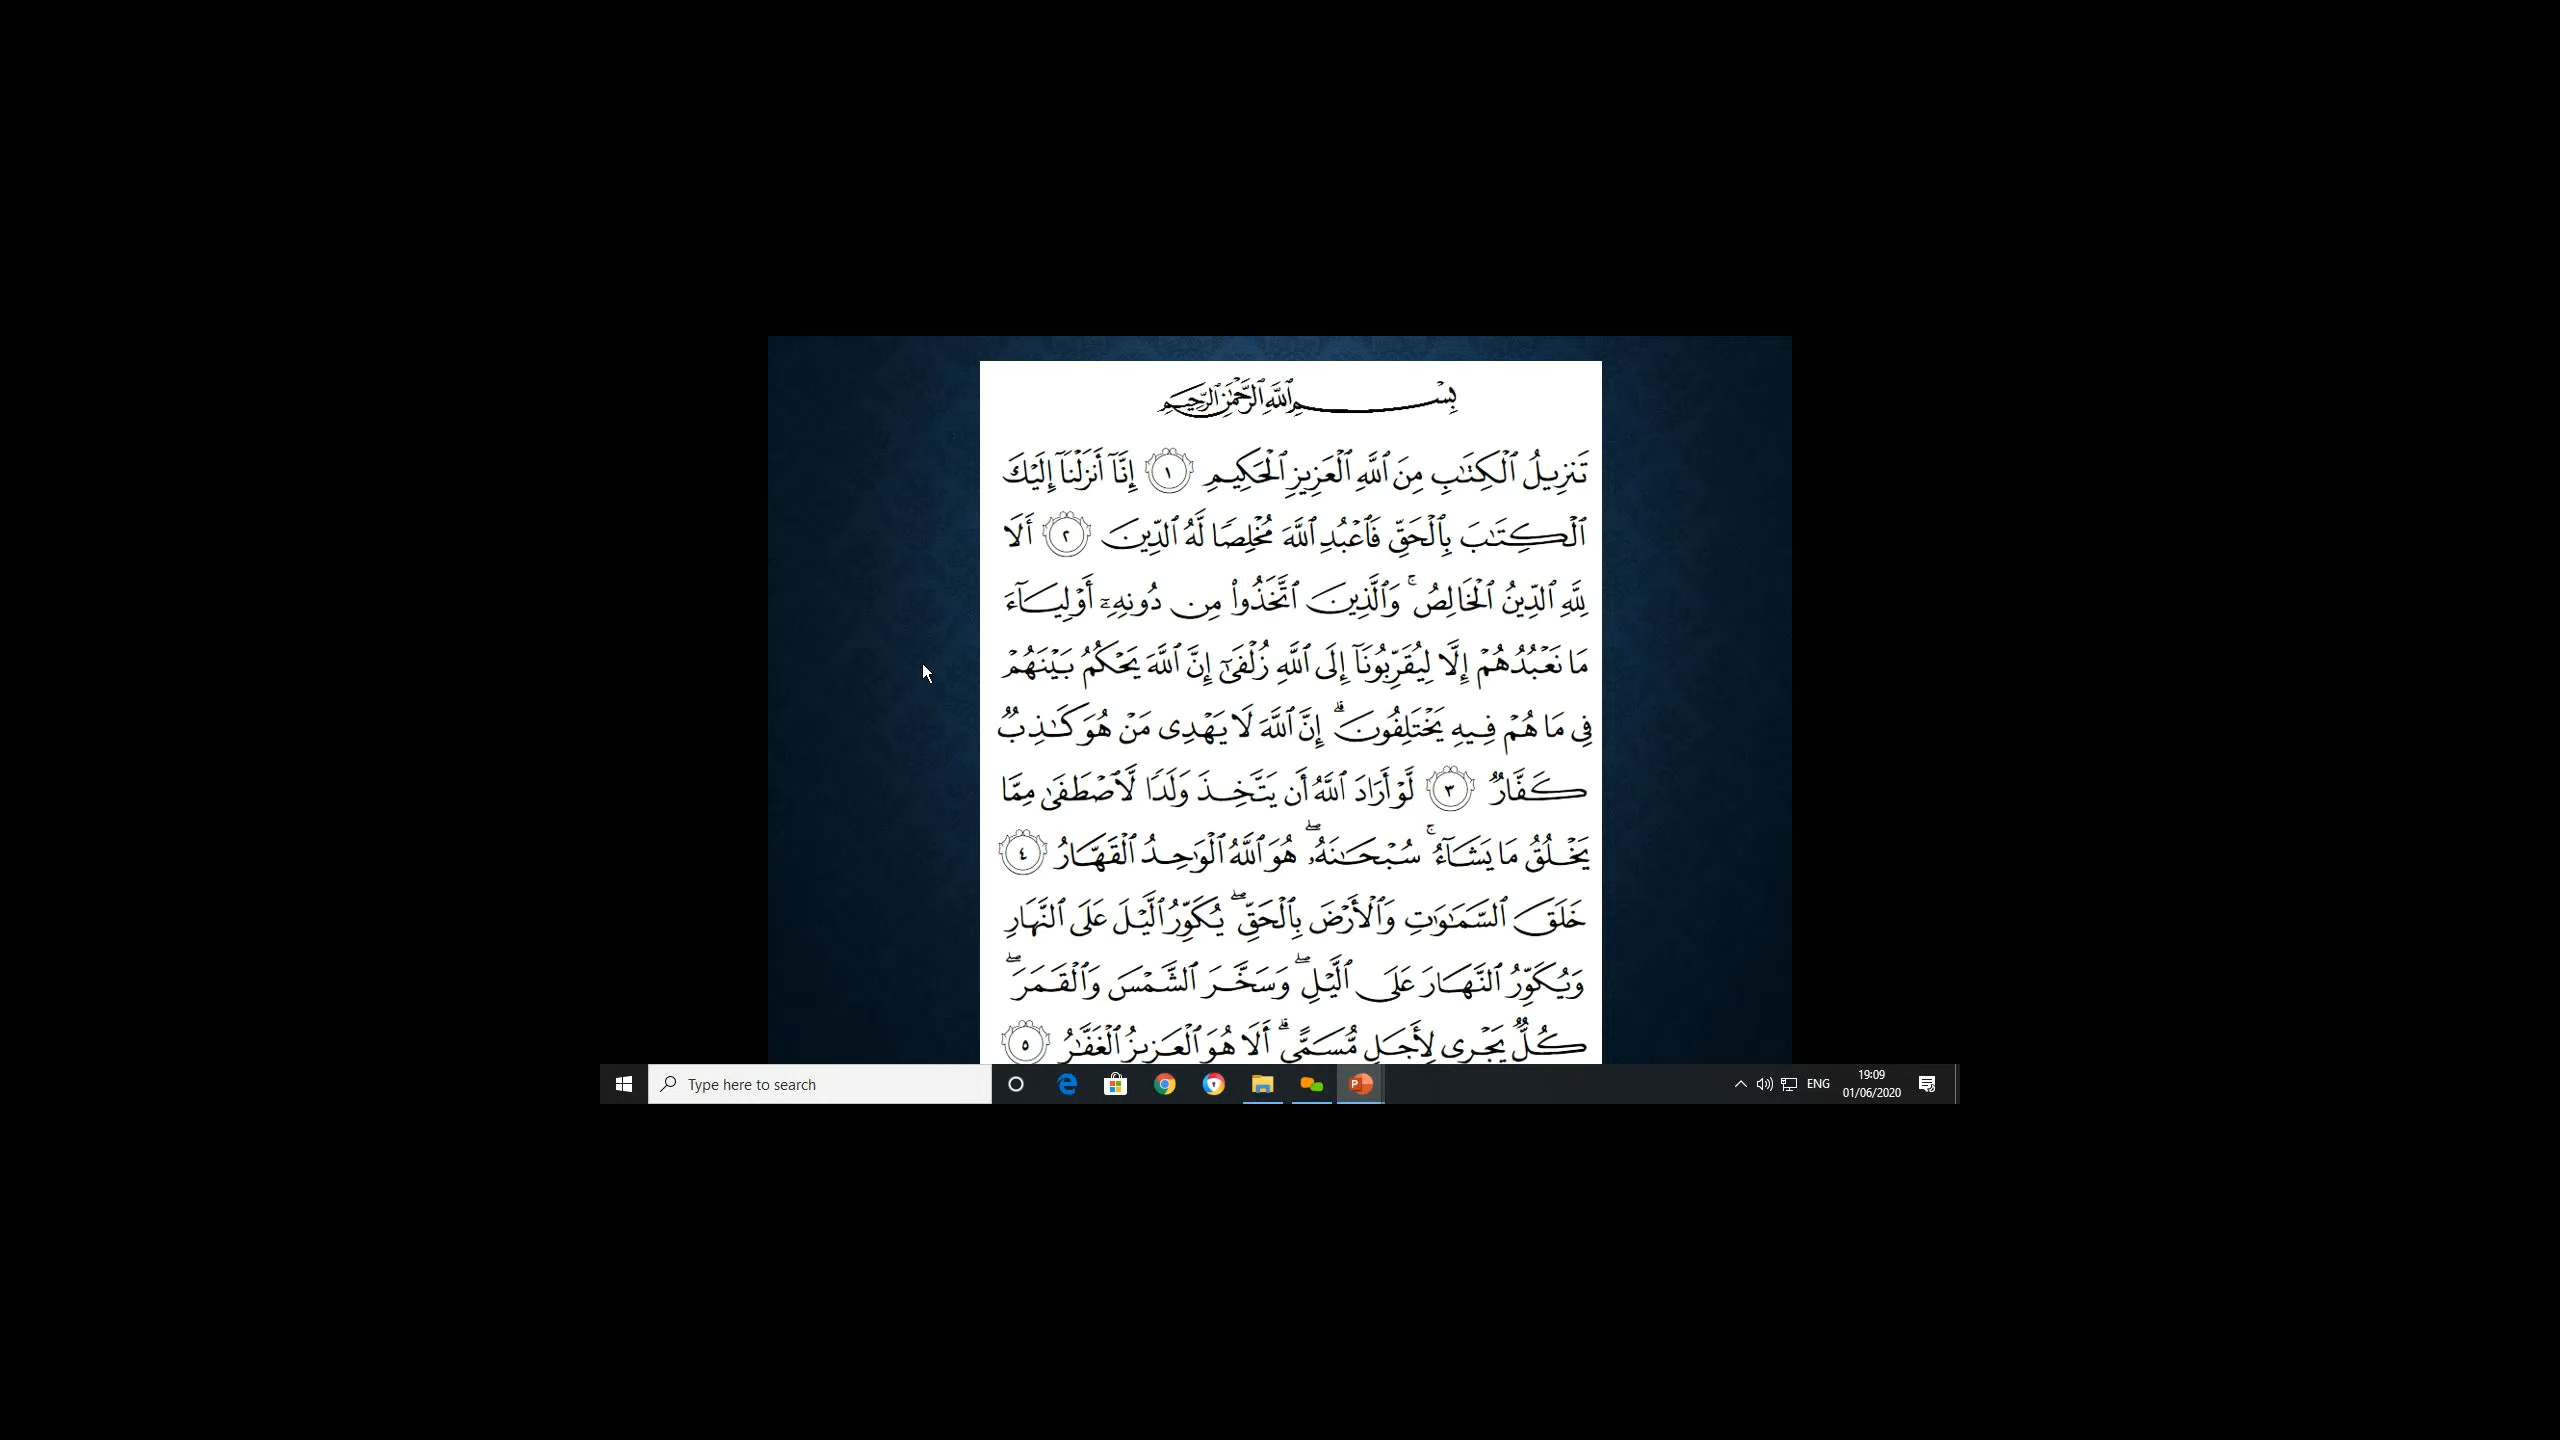 بِسْمِ ٱللَّهِ ٱلرَّحْمَٰنِ ٱلرَّحِيمِ
تَنزِيلُ ٱلْكِتَٰبِ مِنَ ٱللَّهِ ٱلْعَزِيزِ ٱلْحَكِيمِ ١ إِنَّآ أَنزَلْنَآ إِلَيْكَ
ٱلْكِتَٰبَ بِٱلْحَقِّ فَٱعْبُدِ ٱللَّهَ مُخْلِصًا لَّهُ ٱلدِّينَ ٢ أَلَا
لِلَّهِ ٱلدِّينُ ٱلْخَالِصُ ۚ وَٱلَّذِينَ ٱتَّخَذُوا۟ مِن دُونِهِۦٓ أَوْلِيَآءَ
مَا نَعْبُدُهُمْ إِلَّا لِيُقَرِّبُونَآ إِلَى ٱللَّهِ زُلْفَىٰٓ إِنَّ ٱللَّهَ يَحْكُمُ بَيْنَهُمْ
فِى مَا هُمْ فِيهِ يَخْتَلِفُونَ ۗ إِنَّ ٱللَّهَ لَا يَهْدِى مَنْ هُوَ كَٰذِبٌ
كَفَّارٌ ٣ لَّوْ أَرَادَ ٱللَّهُ أَن يَتَّخِذَ وَلَدًا لَّٱصْطَفَىٰ مِمَّا
يَخْلُقُ مَا يَشَآءُ ۚ سُبْحَٰنَهُۥ ۖ هُوَ ٱللَّهُ ٱلْوَٰحِدُ ٱلْقَهَّارُ ٤
خَلَقَ ٱلسَّمَٰوَٰتِ وَٱلْأَرْضَ بِٱلْحَقِّ ۖ يُكَوِّرُ ٱلَّيْلَ عَلَى ٱلنَّهَارِ
وَيُكَوِّرُ ٱلنَّهَارَ عَلَى ٱلَّيْلِ ۖ وَسَخَّرَ ٱلشَّمْسَ وَٱلْقَمَرَ ۖ
كُلٌّ يَجْرِى لِأَجَلٍ مُّسَمًّى ۗ أَلَا هُوَ ٱلْعَزِيزُ ٱلْغَفَّٰرُ ٥
Type here to search
ENG
19:09
01/06/2020